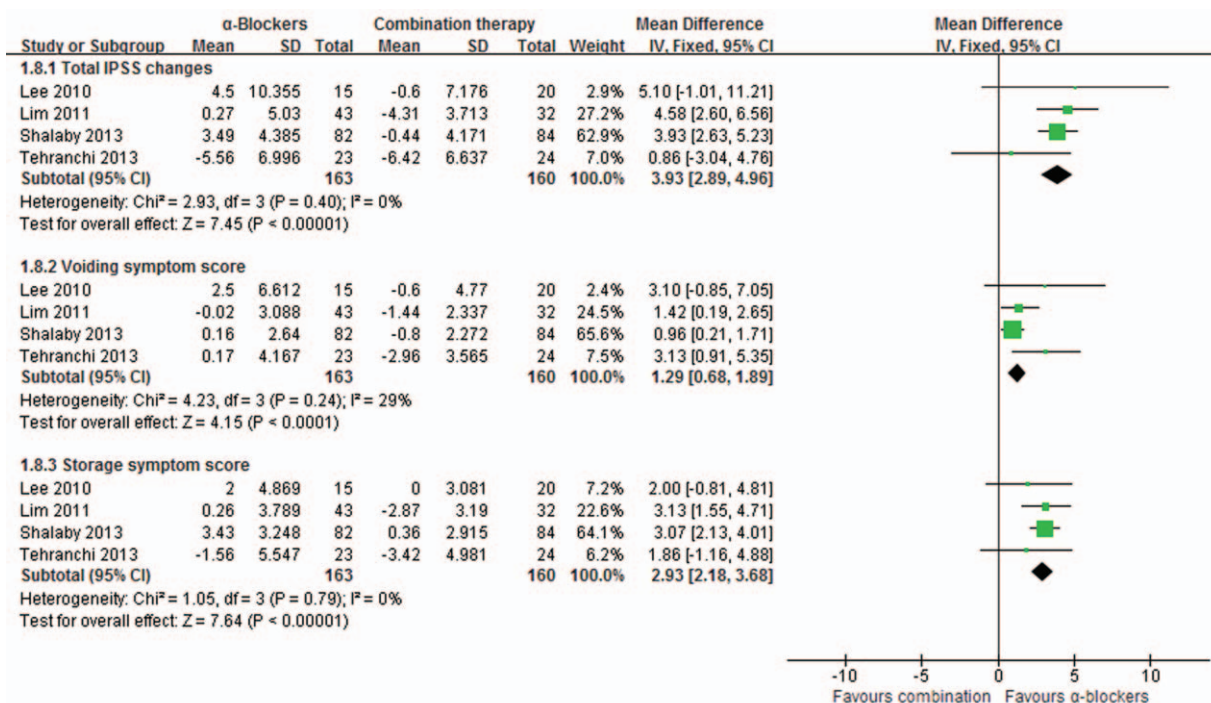 α-Blockers Combination therapy Mean Difference Mean Difference
Study or Subgroup Mean SD Total Mean SD Total Weight IV, Fixed, 95% CI IV, Fixed, 95% CI
1.8.1 Total IPSS changes
Lee 2010 4.5 10.355 15 -0.6 7.176 20 2.9% 5.10 [-1.01, 11.21]
Lim 2011 0.27 5.03 43 -4.31 3.713 32 27.2% 4.58 [2.60, 6.56]
Shalaby 2013 3.49 4.385 82 -0.44 4.171 84 62.9% 3.93 [2.63, 5.23]
Tehranchi 2013 -5.56 6.996 23 -6.42 6.637 24 7.0% 0.86 [-3.04, 4.76]
Subtotal (95% CI) 163 160 100.0% 3.93 [2.89, 4.96]
Heterogeneity: Chi² = 2.93, df = 3 (P = 0.40); I² = 0%
Test for overall effect: Z = 7.45 (P < 0.00001)
1.8.2 Voiding symptom score
Lee 2010 2.5 6.612 15 -0.6 4.77 20 2.4% 3.10 [-0.85, 7.05]
Lim 2011 -0.02 3.088 43 -1.44 2.337 32 24.5% 1.42 [0.19, 2.65]
Shalaby 2013 0.16 2.64 82 -0.8 2.272 84 65.6% 0.96 [0.21, 1.71]
Tehranchi 2013 0.17 4.167 23 -2.96 3.565 24 7.5% 3.13 [0.91, 5.35]
Subtotal (95% CI) 163 160 100.0% 1.29 [0.68, 1.89]
Heterogeneity: Chi² = 4.23, df = 3 (P = 0.24); I² = 29%
Test for overall effect: Z = 4.15 (P < 0.0001)
1.8.3 Storage symptom score
Lee 2010 2 4.869 15 0 3.081 20 7.2% 2.00 [-0.81, 4.81]
Lim 2011 0.26 3.789 43 -2.87 3.19 32 22.6% 3.13 [1.55, 4.71]
Shalaby 2013 3.43 3.248 82 0.36 2.915 84 64.1% 3.07 [2.13, 4.01]
Tehranchi 2013 -1.56 5.547 23 -3.42 4.981 24 6.2% 1.86 [-1.16, 4.88]
Subtotal (95% CI) 163 160 100.0% 2.93 [2.18, 3.68]
Heterogeneity: Chi² = 1.05, df = 3 (P = 0.79); I² = 0%
Test for overall effect: Z = 7.64 (P < 0.00001)
-10 -5 0 5 10
Favours combination Favours α-blockers